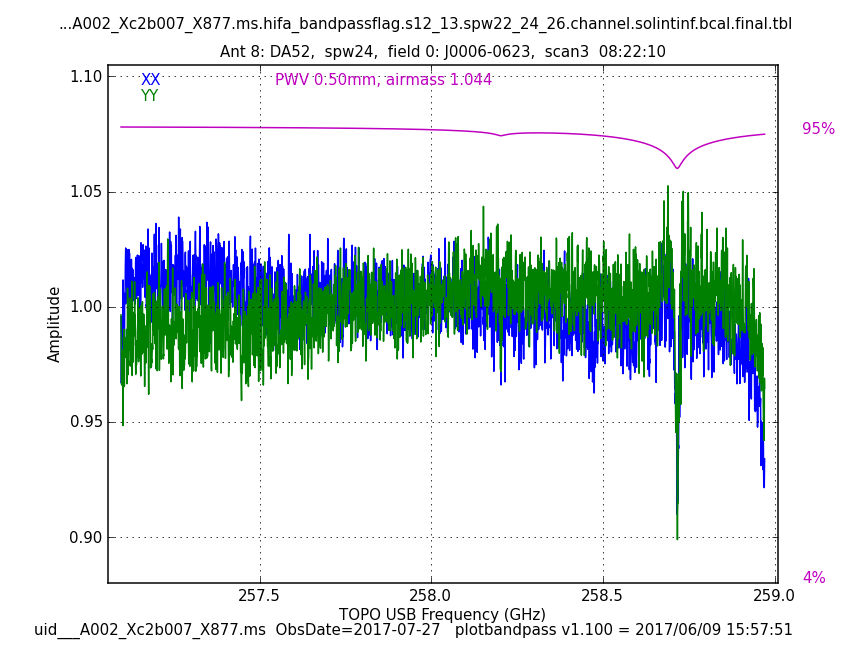 ...A002_Xc2b007_X877.ms.hifa_bandpassflag.s12_13.spw22_24_26.channel.solintinf.bcal.final.tbl
Ant 8: DA52,  spw24,  field 0: J0006-0623,  scan3  08:22:10
XX
YY
PWV 0.50mm, airmass 1.044
95%
4%
1.10
1.05
1.00
0.95
0.90
Amplitude
257.5
258.0
258.5
259.0
TOPO USB Frequency (GHz)
uid___A002_Xc2b007_X877.ms  ObsDate=2017-07-27   plotbandpass v1.100 = 2017/06/09 15:57:51